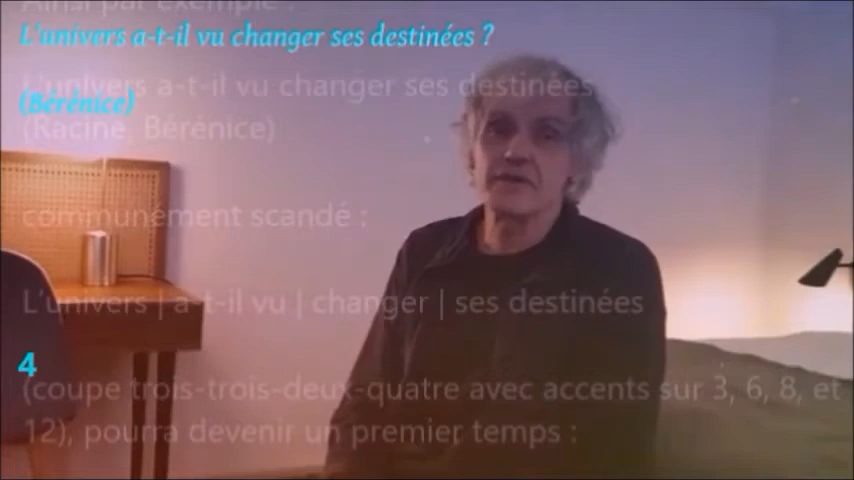 Ainsi par exemple :
L'univers a-t-il vu changer ses destinées ?
L'univers a-t-il vu changer ses destinées
(Bérénice)
(Racine, Bérénice)
communément scandé :
L'univers | a-t-il vu | changer | ses destinées
4
(coupe trois-trois-deux-quatre avec accents sur 3, 6, 8, et
12), pourra devenir un premier temps :